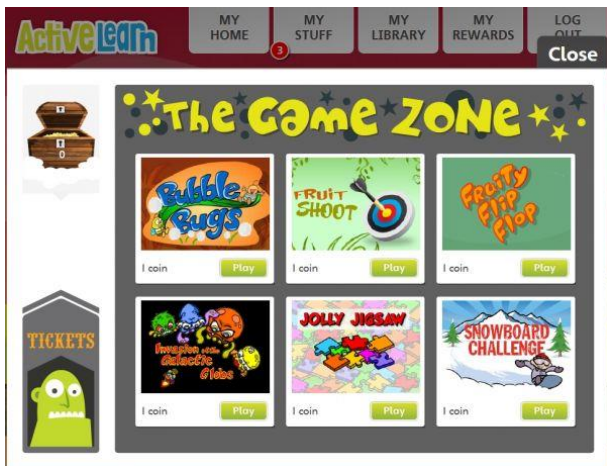 ActiveLearn
MY HOME
MY STUFF
MY LIBRARY
MY REWARDS
LOG OUT
3
Close
0
The Game Zone
Bubble Bugs
1 coin
Play
FRUIT SHOOT
1 coin
Play
Fruity Flip Flop
1 coin
Play
TICKETS
Invasion of the Galactic Globs
1 coin
Play
JOLLY JIGSAW
1 coin
Play
SNOWBOARD CHALLENGE
1 coin
Play